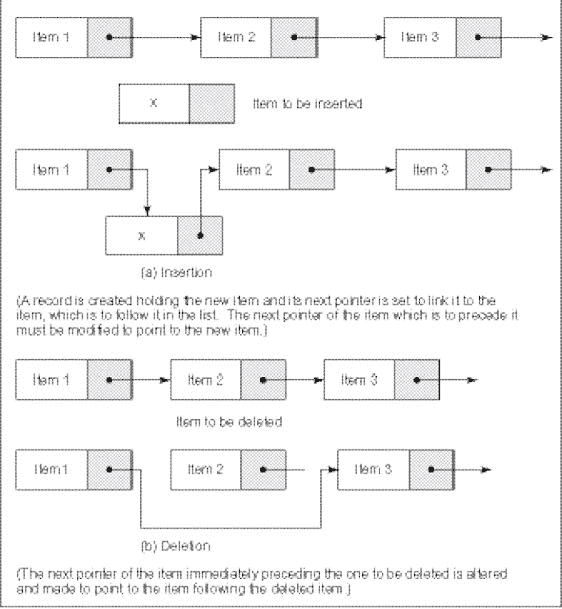 Item 1 Item 2 Item 3
X Item to be inserted
Item 1 Item 2 Item 3
X
(a) Insertion
(A record is created holding the new item and its next pointer is set to link it to the
item, which is to follow it in the list. The next pointer of the item which is to precede it
must be modified to point to the new item.)
Item 1 Item 2 Item 3
Item to be deleted
Item1 Item 2 Item 3
(b) Deletion
(The next pointer of the item immediately preceding the one to be deleted is altered
and made to point to the item following the deleted item.)